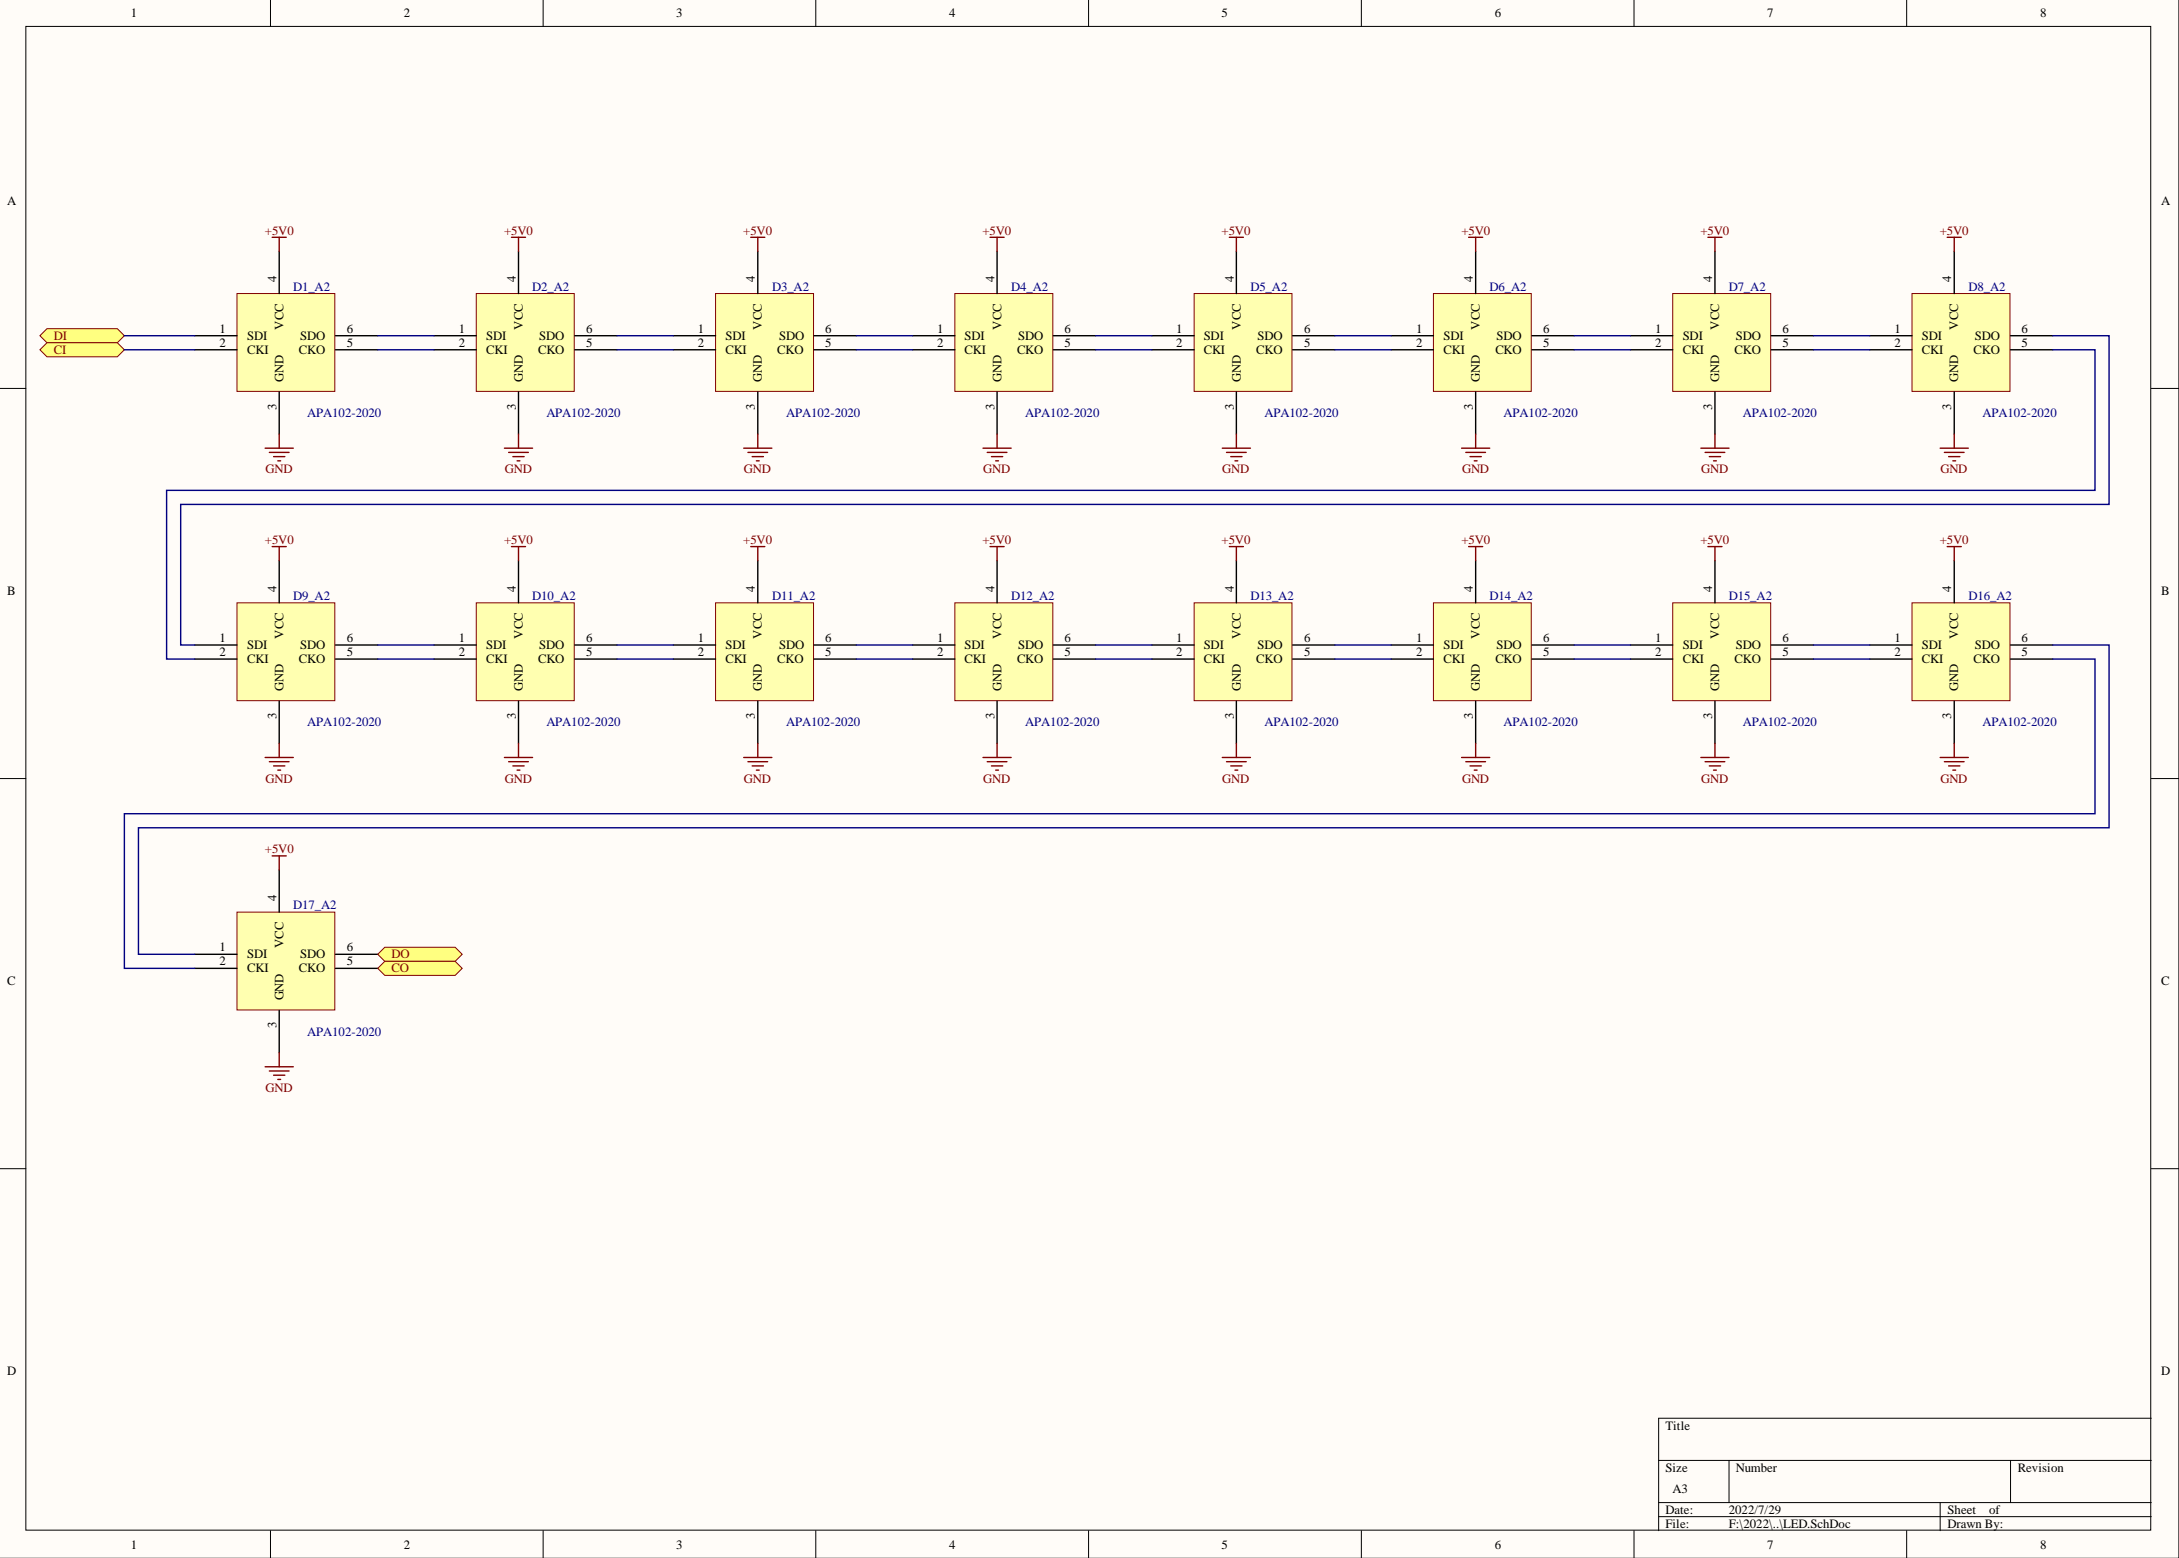 1 2 3 4 5 6 7 8
A A
+5V0 +5V0 +5V0 +5V0 +5V0 +5V0 +5V0 +5V0
4 4 4 4 4 4 4 4
D1_A2 D2_A2 D3_A2 D4_A2 D5_A2 D6_A2 D7_A2 D8_A2
VCC VCC VCC VCC VCC VCC VCC VCC
DI 1 SDI SDO 6 1 SDI SDO 6 1 SDI SDO 6 1 SDI SDO 6 1 SDI SDO 6 1 SDI SDO 6 1 SDI SDO 6 1 SDI SDO 6
CI 2 CKI CKO 5 2 CKI CKO 5 2 CKI CKO 5 2 CKI CKO 5 2 CKI CKO 5 2 CKI CKO 5 2 CKI CKO 5 2 CKI CKO 5
GND GND GND GND GND GND GND GND
3 3 3 3 3 3 3 3
APA102-2020 APA102-2020 APA102-2020 APA102-2020 APA102-2020 APA102-2020 APA102-2020 APA102-2020
GND GND GND GND GND GND GND GND
+5V0 +5V0 +5V0 +5V0 +5V0 +5V0 +5V0 +5V0
B B
4 4 4 4 4 4 4 4
D9_A2 D10_A2 D11_A2 D12_A2 D13_A2 D14_A2 D15_A2 D16_A2
VCC VCC VCC VCC VCC VCC VCC VCC
1 SDI SDO 6 1 SDI SDO 6 1 SDI SDO 6 1 SDI SDO 6 1 SDI SDO 6 1 SDI SDO 6 1 SDI SDO 6 1 SDI SDO 6
2 CKI CKO 5 2 CKI CKO 5 2 CKI CKO 5 2 CKI CKO 5 2 CKI CKO 5 2 CKI CKO 5 2 CKI CKO 5 2 CKI CKO 5
GND GND GND GND GND GND GND GND
3 3 3 3 3 3 3 3
APA102-2020 APA102-2020 APA102-2020 APA102-2020 APA102-2020 APA102-2020 APA102-2020 APA102-2020
GND GND GND GND GND GND GND GND
+5V0
4
D17_A2
VCC
1 SDI SDO 6 DO
2 CKI CKO 5 CO
C C
GND
3
APA102-2020
GND
D D
Title
Size Number Revision
A3
Date: 2022/7/29 Sheet of
File: F:\2022\..\LED.SchDoc Drawn By:
1 2 3 4 5 6 7 8